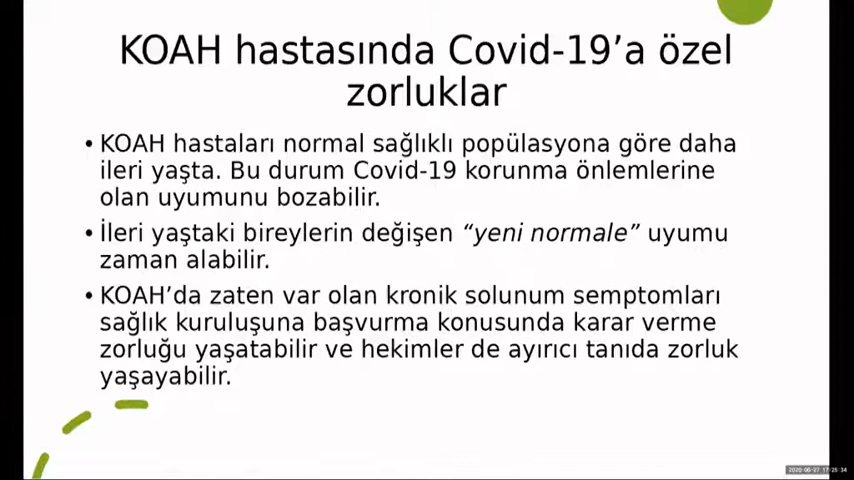 KOAH hastasında Covid-19’a özel
zorluklar
• KOAH hastaları normal sağlıklı popülasyona göre daha
ileri yaşta. Bu durum Covid-19 korunma önlemlerine
olan uyumunu bozabilir.
• İleri yaştaki bireylerin değişen “yeni normale” uyumu
zaman alabilir.
• KOAH’da zaten var olan kronik solunum semptomları
sağlık kuruluşuna başvurma konusunda karar verme
zorluğu yaşatabilir ve hekimler de ayırıcı tanıda zorluk
yaşayabilir.